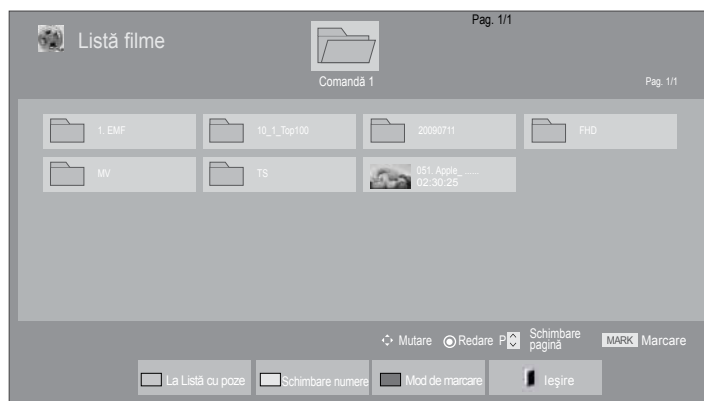 Pag. 1/1
Listă filme
Comandă 1
Pag. 1/1
1. EMF
10_1_Top100
20090711
FHD
MV
TS
051. Apple_ ......
02:30:25
Mutare
Redare
P
Schimbare
pagină
MARK Marcare
La Listă cu poze
Schimbare numere
Mod de marcare
Ieșire